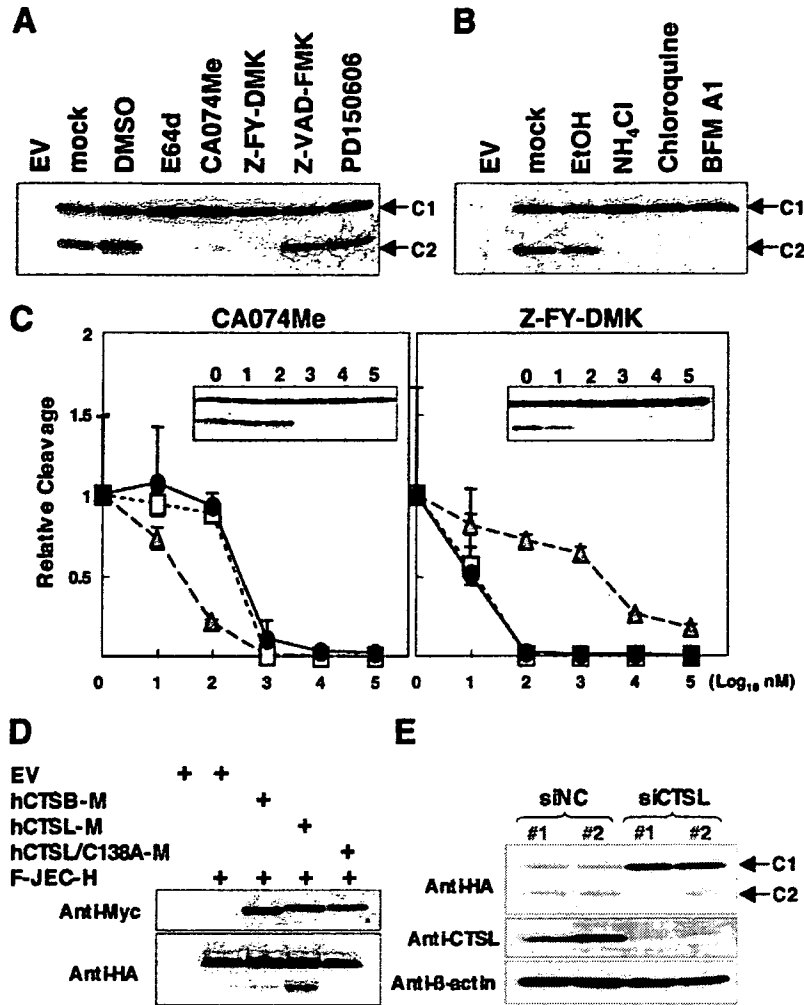 A
EV
mock
DMSO
E64d
CA074Me
Z-FY-DMK
Z-VAD-FMK
PD150606
C1
C2
B
EV
mock
EtOH
NH4Cl
Chloroquine
BFM A1
C1
C2
C
CA074Me
Z-FY-DMK
Relative Cleavage
2
1.5
1
0.5
0 1 2 3 4 5
0 1 2 3 4 5
0 1 2 3 4 5
0 1 2 3 4 5
(Log10 nM)
D
EV + +
hCTSB-M +
hCTSL-M +
hCTSL/C138A-M +
F-JEC-H + + + +
Anti-Myc
Anti-HA
E
siNC siCTSL
#1 #2 #1 #2
Anti-HA
C1
C2
Anti-CTSL
Anti-β-actin